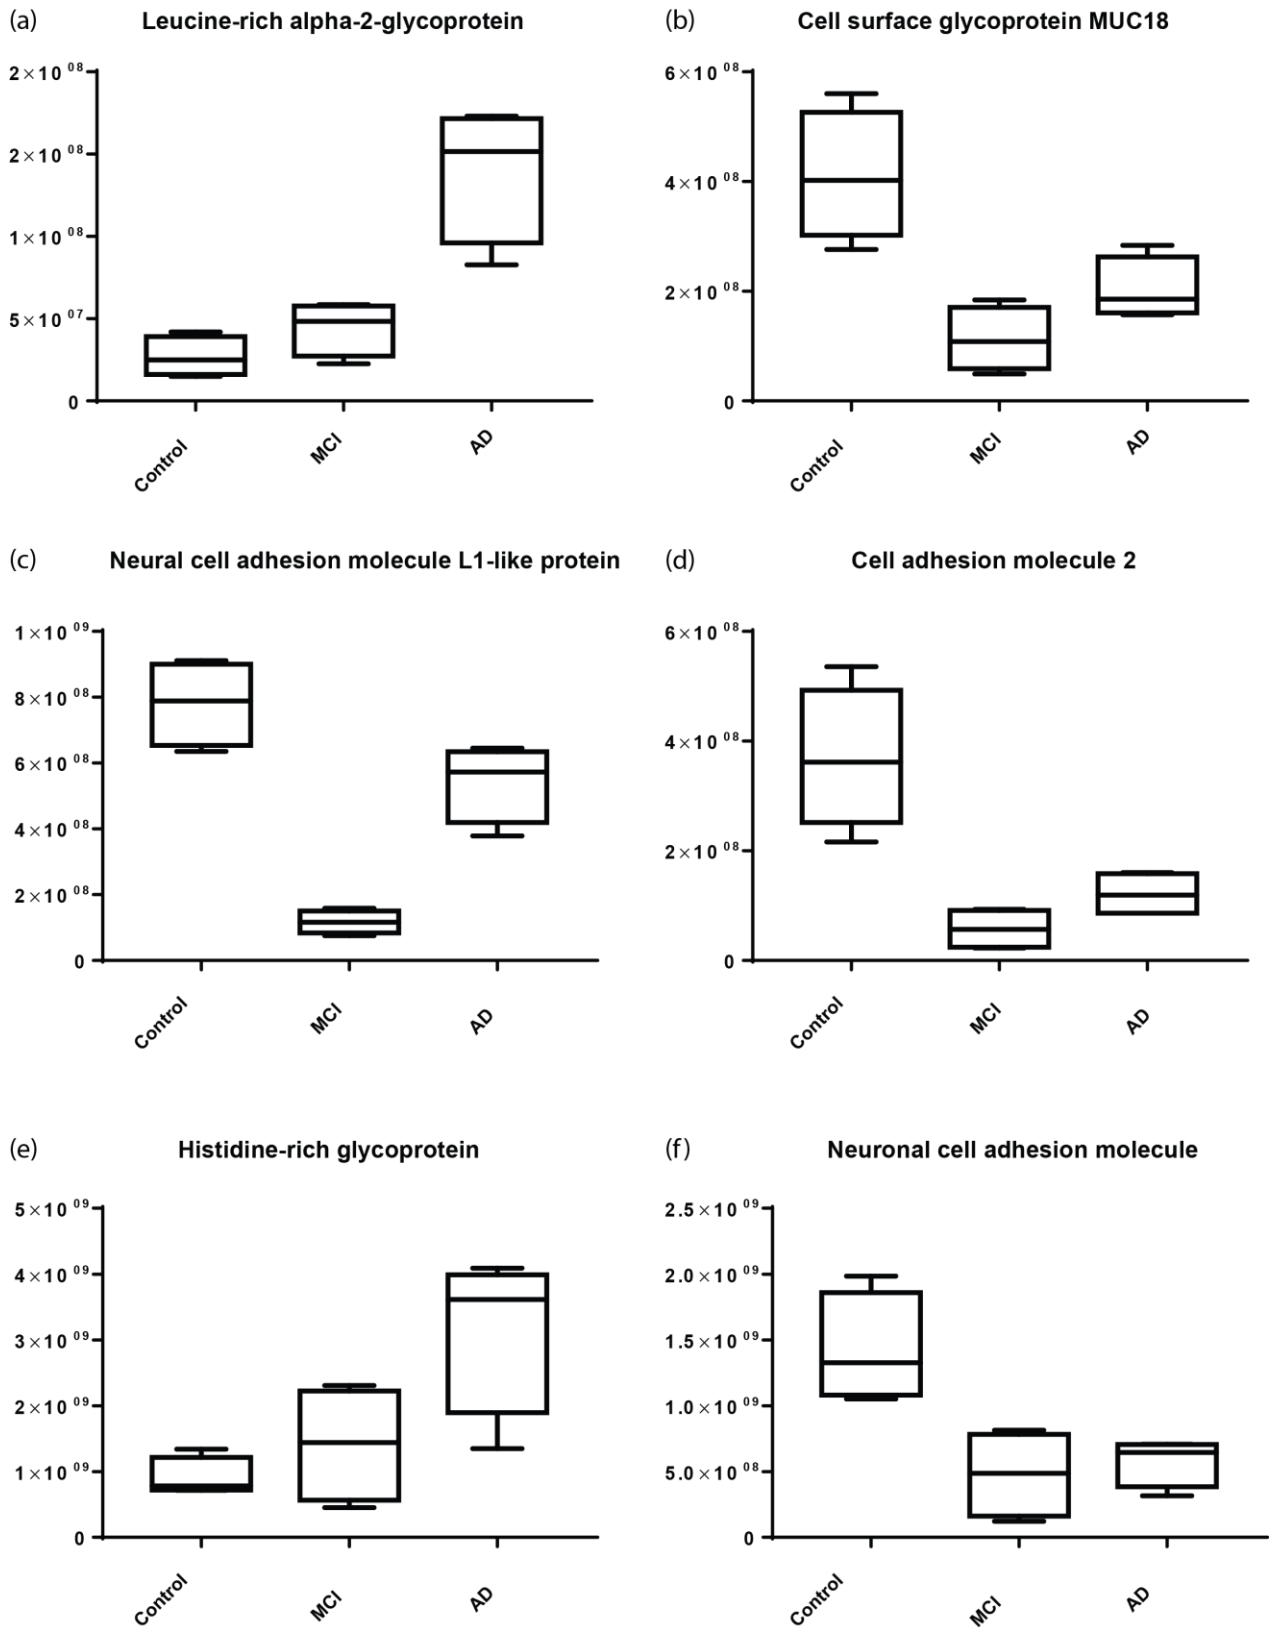 (a) Leucine-rich alpha-2-glycoprotein
2×10 08
2×10 08
1×10 08
5×10 07
0
Control MCI AD
(b) Cell surface glycoprotein MUC18
6×10 08
4×10 08
2×10 08
0
Control MCI AD
(c) Neural cell adhesion molecule L1-like protein
1×10 09
8×10 08
6×10 08
4×10 08
2×10 08
0
Control MCI AD
(d) Cell adhesion molecule 2
6×10 08
4×10 08
2×10 08
0
Control MCI AD
(e) Histidine-rich glycoprotein
5×10 09
4×10 09
3×10 09
2×10 09
1×10 09
0
Control MCI AD
(f) Neuronal cell adhesion molecule
2.5×10 09
2.0×10 09
1.5×10 09
1.0×10 09
5.0×10 08
0
Control MCI AD